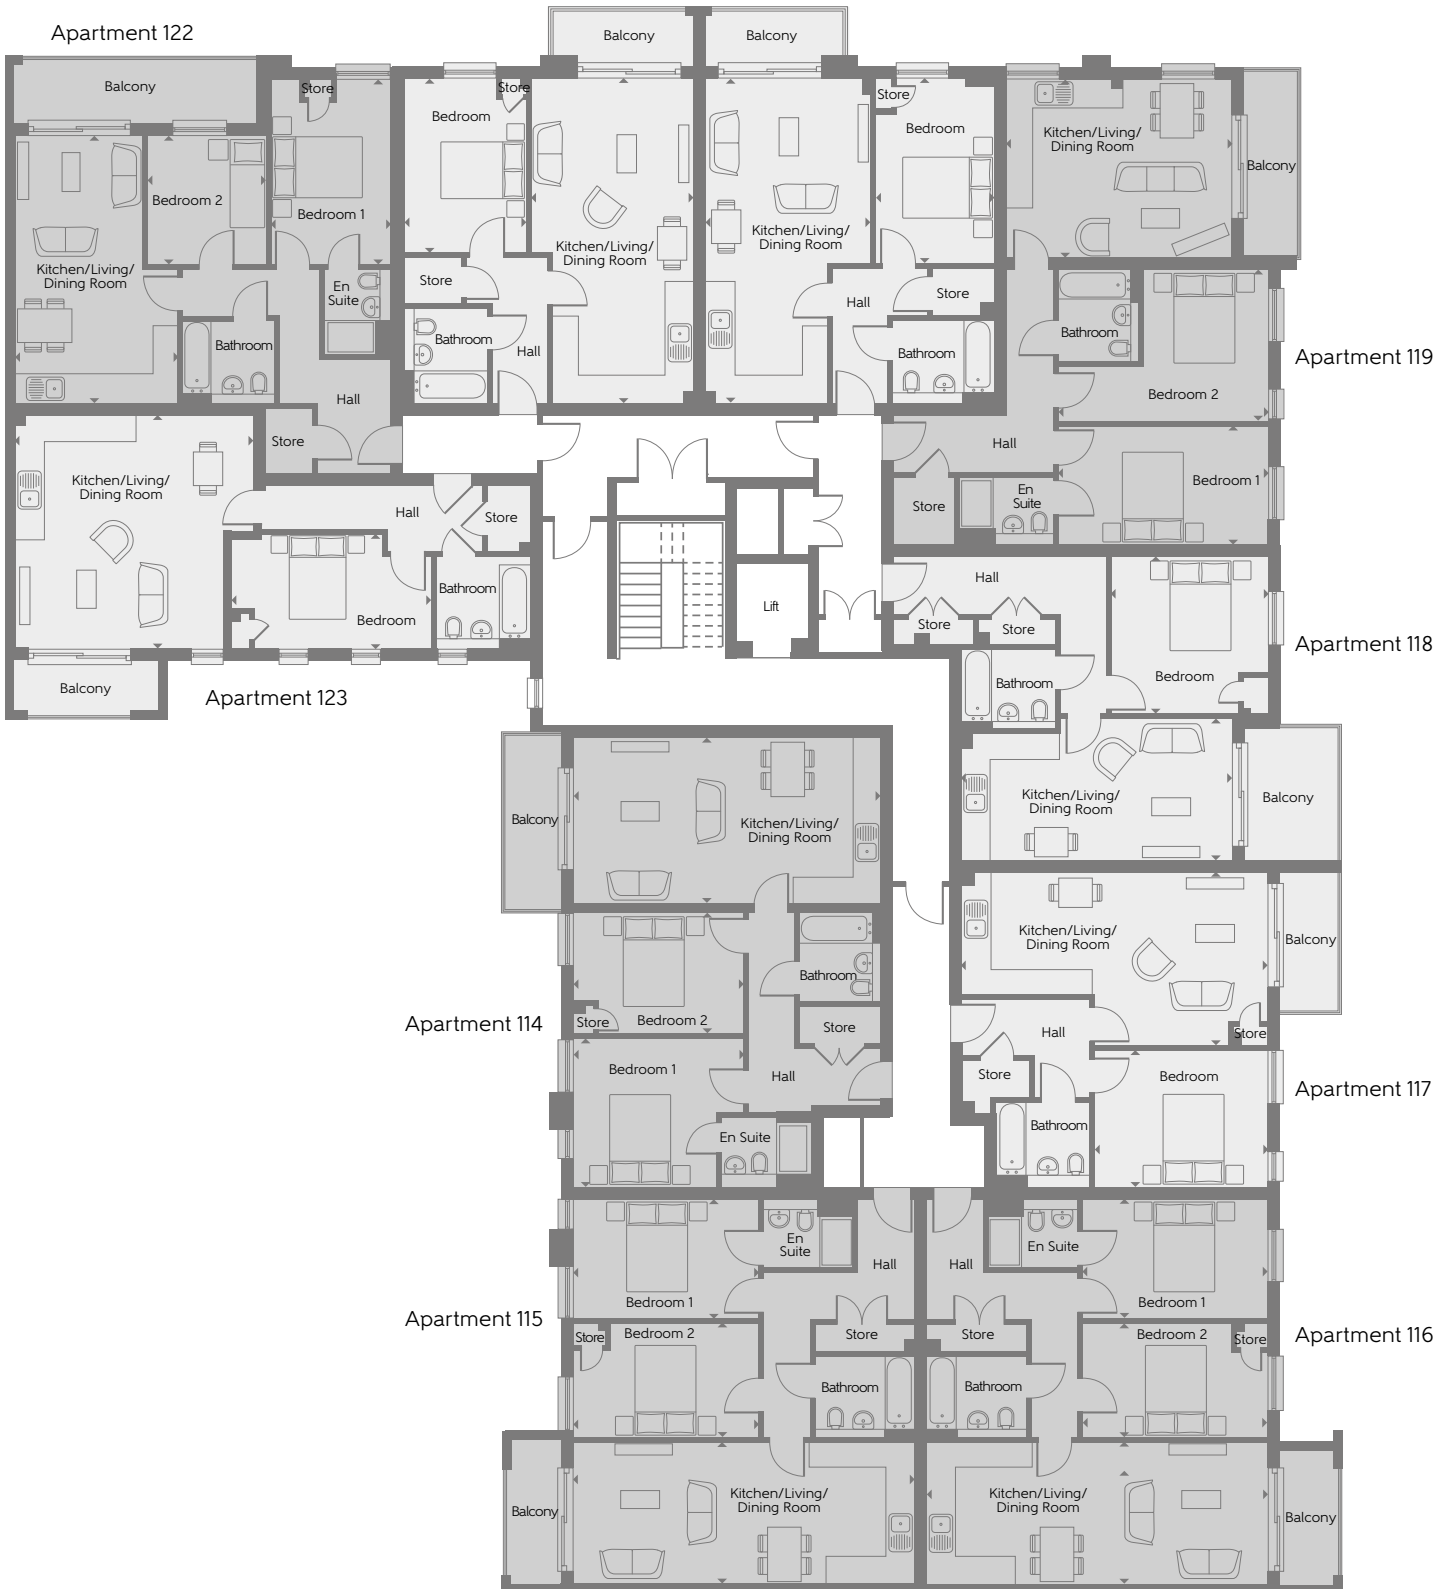 Apartment 122
Balcony
Store
Bedroom 2
Bedroom 1
Kitchen/Living/
Dining Room
En
Suite
Bathroom
Hall
Store
Balcony
Store
Bedroom
Kitchen/Living/
Dining Room
Store
Bathroom
Hall
Balcony
Store
Bedroom
Kitchen/Living/
Dining Room
Hall
Store
Bathroom
Kitchen/Living/
Dining Room
Balcony
Bathroom
Bedroom 2
Apartment 119
Hall
Bedroom 1
En
Suite
Store
Kitchen/Living/
Dining Room
Hall
Store
Bathroom
Bedroom
Balcony
Apartment 123
Lift
Hall
Store
Store
Bathroom
Bedroom
Apartment 118
Kitchen/Living/
Dining Room
Balcony
Balcony
Kitchen/Living/
Dining Room
Bathroom
Store
Bedroom 2
Store
Apartment 114
Bedroom 1
Hall
En Suite
Kitchen/Living/
Dining Room
Balcony
Hall
Store
Store
Bedroom
Bathroom
Apartment 117
En
Suite
Hall
Bedroom 1
Apartment 115
Store
Bedroom 2
Store
Bathroom
Balcony
Kitchen/Living/
Dining Room
Hall
En Suite
Bedroom 1
Apartment 116
Store
Bedroom 2
Store
Bathroom
Kitchen/Living/
Dining Room
Balcony